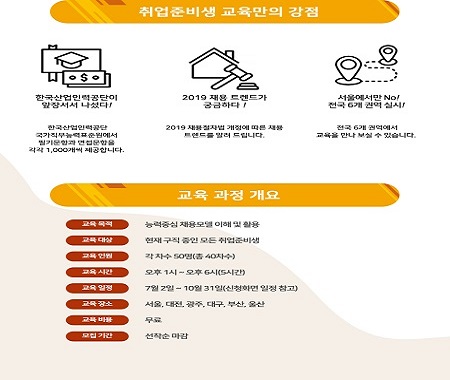 취업준비생 교육만의 강점
한국산업인력공단이
앞장서서 나섰다!
2019 채용 트렌드가
궁금하다 !
서울에서만 No!
전국 6개 권역 실시!
한국산업인력공단
국가직무능력표준원에서
필기문항과 면접문항을
각각 1,000개씩 제공합니다.
2019 채용절차법 개정에 따른 채용
트렌드를 알려 드립니다.
전국 6개 권역에서
교육을 만나 보실 수 있습니다.
교육 과정 개요
교육 목적 능력중심 채용모델 이해 및 활용
교육 대상 현재 구직 중인 모든 취업준비생
교육 인원 각 차수 50명(총 40차수)
교육 시간 오후 1시 ~ 오후 6시(5시간)
교육 일정 7월 2일 ~ 10월 31일(신청화면 일정 참고)
교육 장소 서울, 대전, 광주, 대구, 부산, 울산
교육 비용 무료
모집 기간 선착순 마감